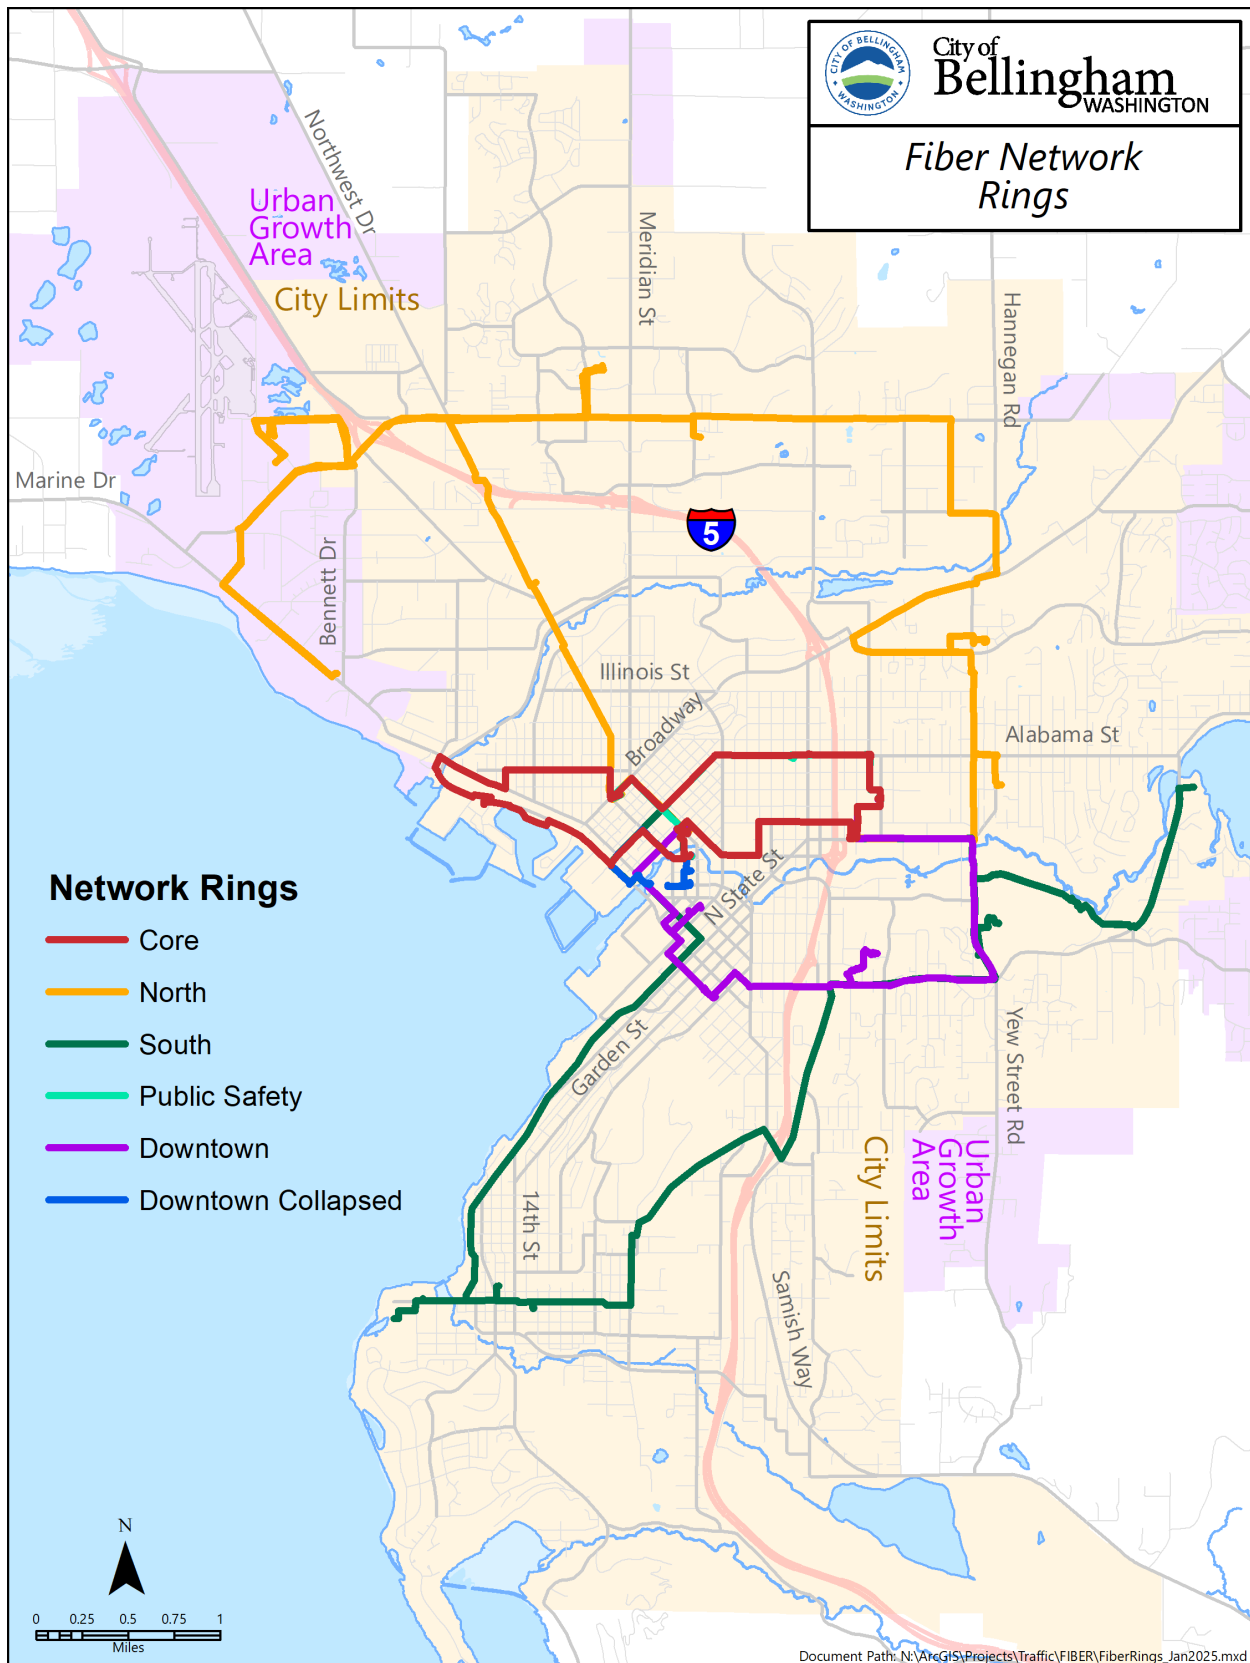 CITY OF BELLINGHAM
WASHINGTON
City of
Bellingham
WASHINGTON
Fiber Network
Rings
Northwest Dr
Urban
Growth
Area
City Limits
Meridian St
Hannegan Rd
Marine Dr
5
Bennett Dr
Illinois St
Broadway
Alabama St
N State St
Network Rings
Core
North
South
Public Safety
Downtown
Downtown Collapsed
Garden St
Yew Street Rd
14th St
City Limits
Urban
Growth
Area
Samish Way
N
0 0.25 0.5 0.75 1
Miles
Document Path: N:\ArcGIS\Projects\Traffic\FIBER\FiberRings_Jan2025.mxd